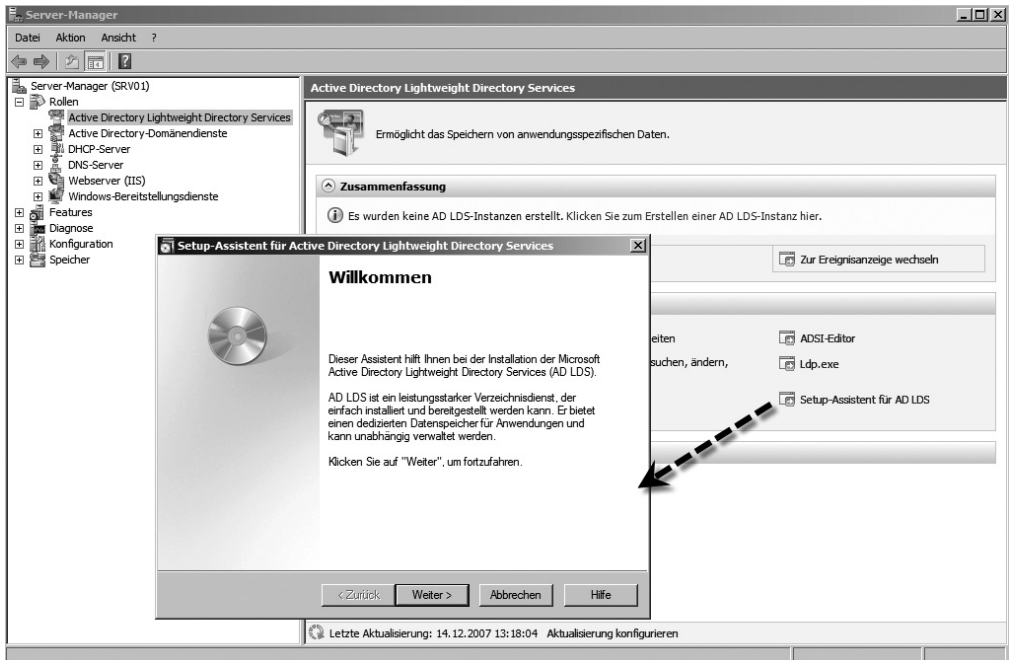 Server-Manager
Datei Aktion Ansicht ?
Server-Manager (SRV01)
Rollen
Active Directory Lightweight Directory Services
Active Directory-Domänendienste
DHCP-Server
DNS-Server
Webserver (IIS)
Windows-Bereitstellungsdienste
Features
Diagnose
Konfiguration
Speicher
Active Directory Lightweight Directory Services
Ermöglicht das Speichern von anwendungsspezifischen Daten.
Zusammenfassung
Es wurden keine AD LDS-Instanzen erstellt. Klicken Sie zum Erstellen einer AD LDS-Instanz hier.
Zur Ereignisanzeige wechseln
eiten
ADSI-Editor
suchen, ändern,
Ldp.exe
Setup-Assistent für AD LDS
Setup-Assistent für Active Directory Lightweight Directory Services
Willkommen
Dieser Assistent hilft Ihnen bei der Installation der Microsoft
Active Directory Lightweight Directory Services (AD LDS).
AD LDS ist ein leistungsstarker Verzeichnisdienst, der
einfach installiert und bereitgestellt werden kann. Er bietet
einen dedizierten Datenspeicher für Anwendungen und
kann unabhängig verwaltet werden.
Klicken Sie auf "Weiter", um fortzufahren.
< Zurück Weiter > Abbrechen Hilfe
Letzte Aktualisierung: 14.12.2007 13:18:04 Aktualisierung konfigurieren